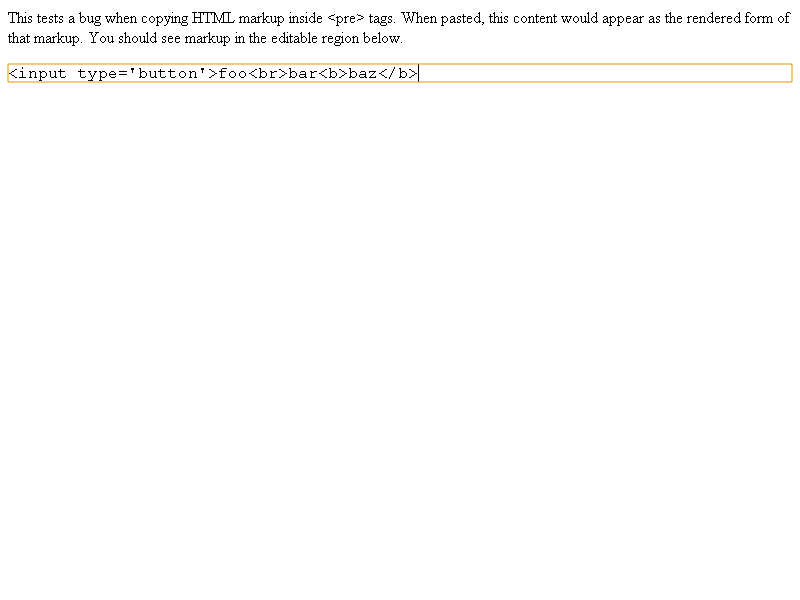 This tests a bug when copying HTML markup inside <pre> tags. When pasted, this content would appear as the rendered form of
that markup. You should see markup in the editable region below.
<input type='button'>foo<br>bar<b>baz</b>